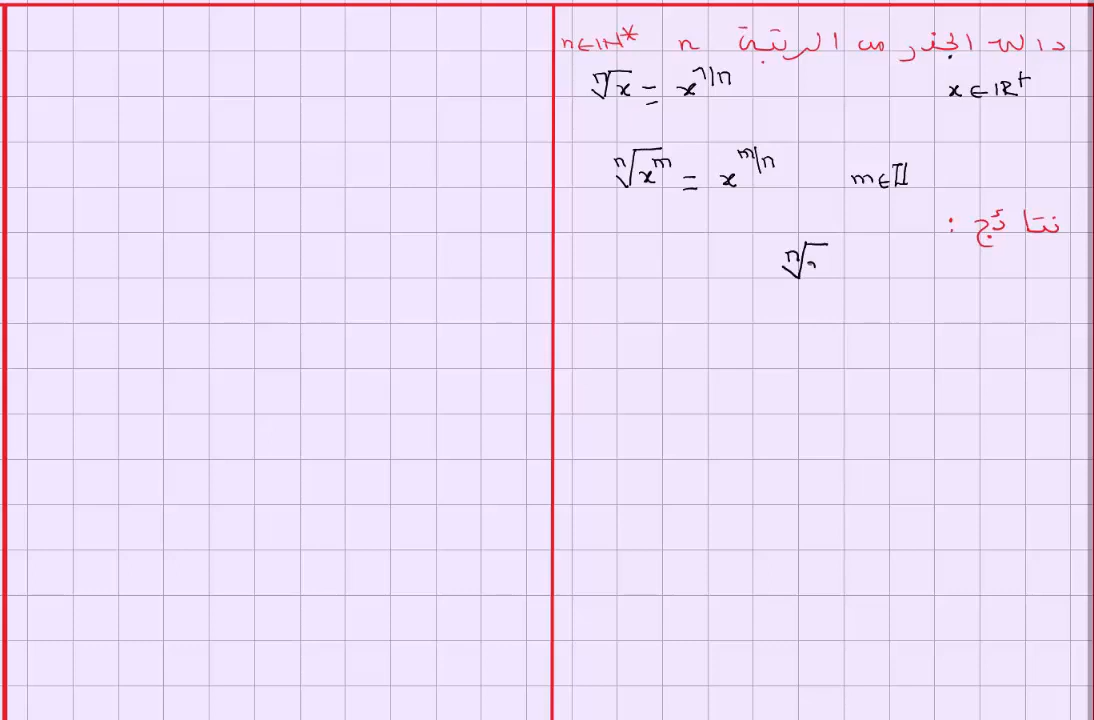 دالة الجذر من الرتبة n n∈ℕ*
ⁿ√x = x^1/n x∈ℝ⁺
ⁿ√x^m = x^m/n m∈ℤ
نتائج :
ⁿ√